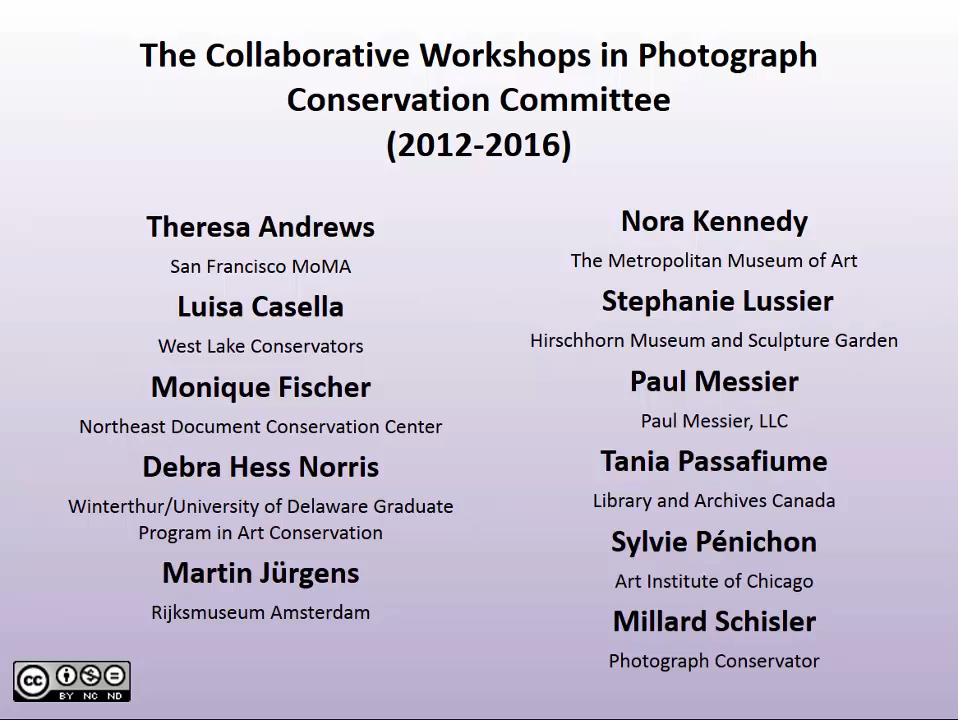 The Collaborative Workshops in Photograph
Conservation Committee
(2012-2016)
Theresa Andrews
San Francisco MoMA
Luisa Casella
West Lake Conservators
Monique Fischer
Northeast Document Conservation Center
Debra Hess Norris
Winterthur/University of Delaware Graduate
Program in Art Conservation
Martin Jürgens
Rijksmuseum Amsterdam
Nora Kennedy
The Metropolitan Museum of Art
Stephanie Lussier
Hirschhorn Museum and Sculpture Garden
Paul Messier
Paul Messier, LLC
Tania Passafiume
Library and Archives Canada
Sylvie Pénichon
Art Institute of Chicago
Millard Schisler
Photograph Conservator
cc
BY NC ND